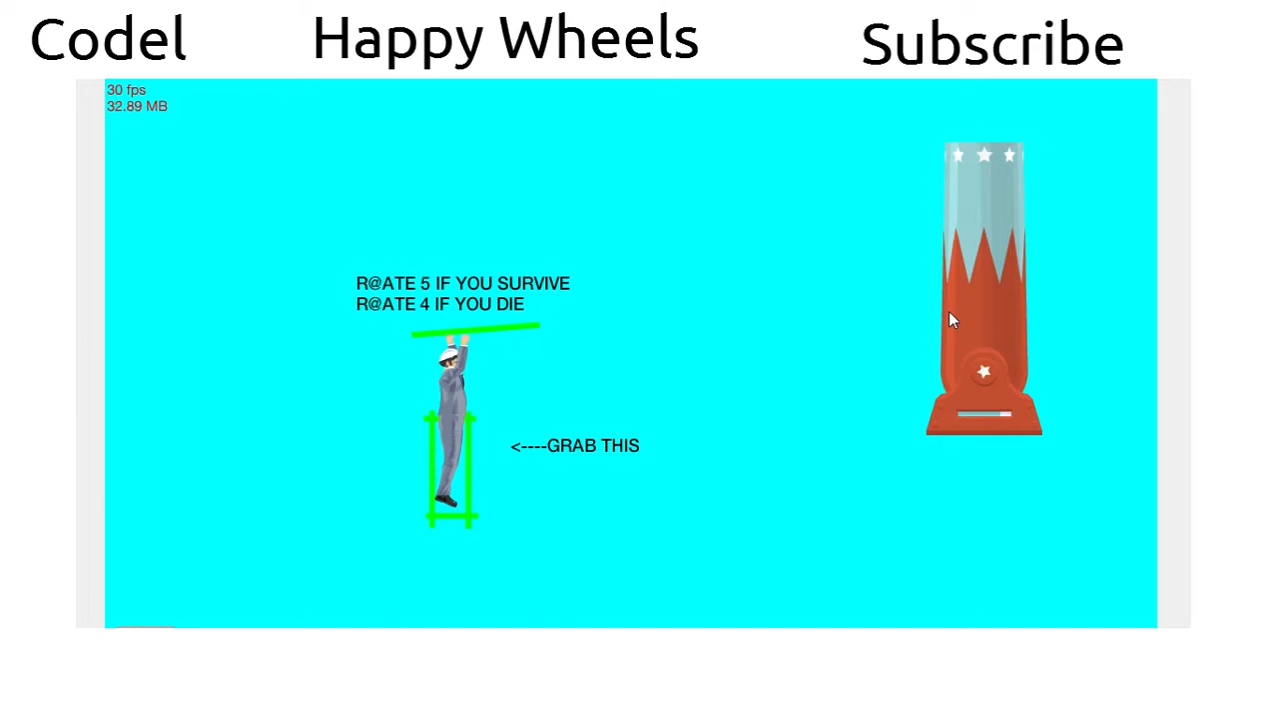 Codel
Happy Wheels
Subscribe
30 fps
32.89 MB
R@ATE 5 IF YOU SURVIVE
R@ATE 4 IF YOU DIE
<----GRAB THIS